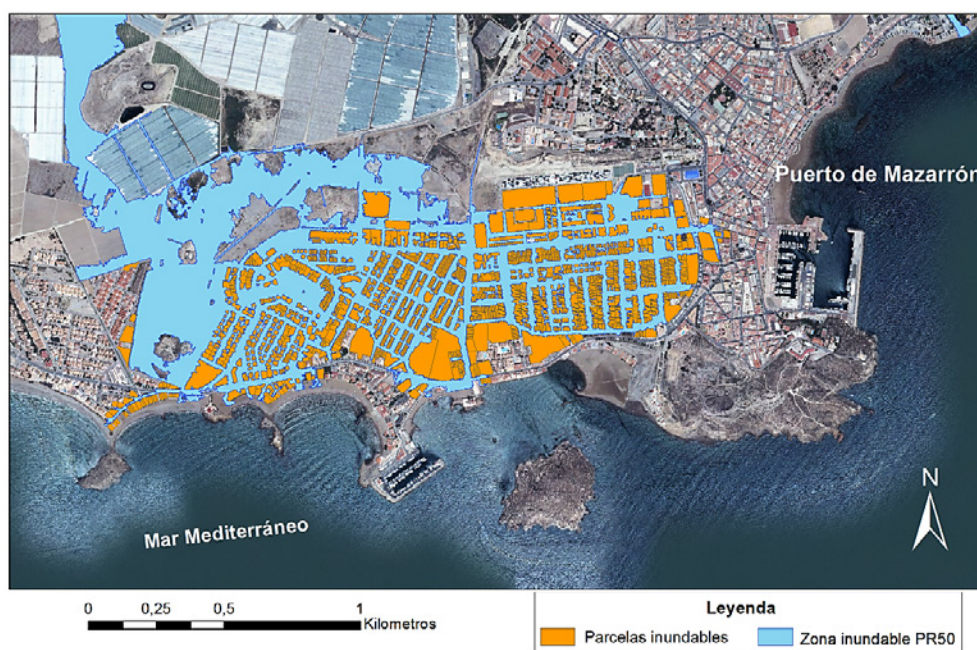 Puerto de Mazarrón
Mar Mediterráneo
N
0 0,25 0,5 1
Kilometros
Leyenda
Parcelas inundables Zona inundable PR50